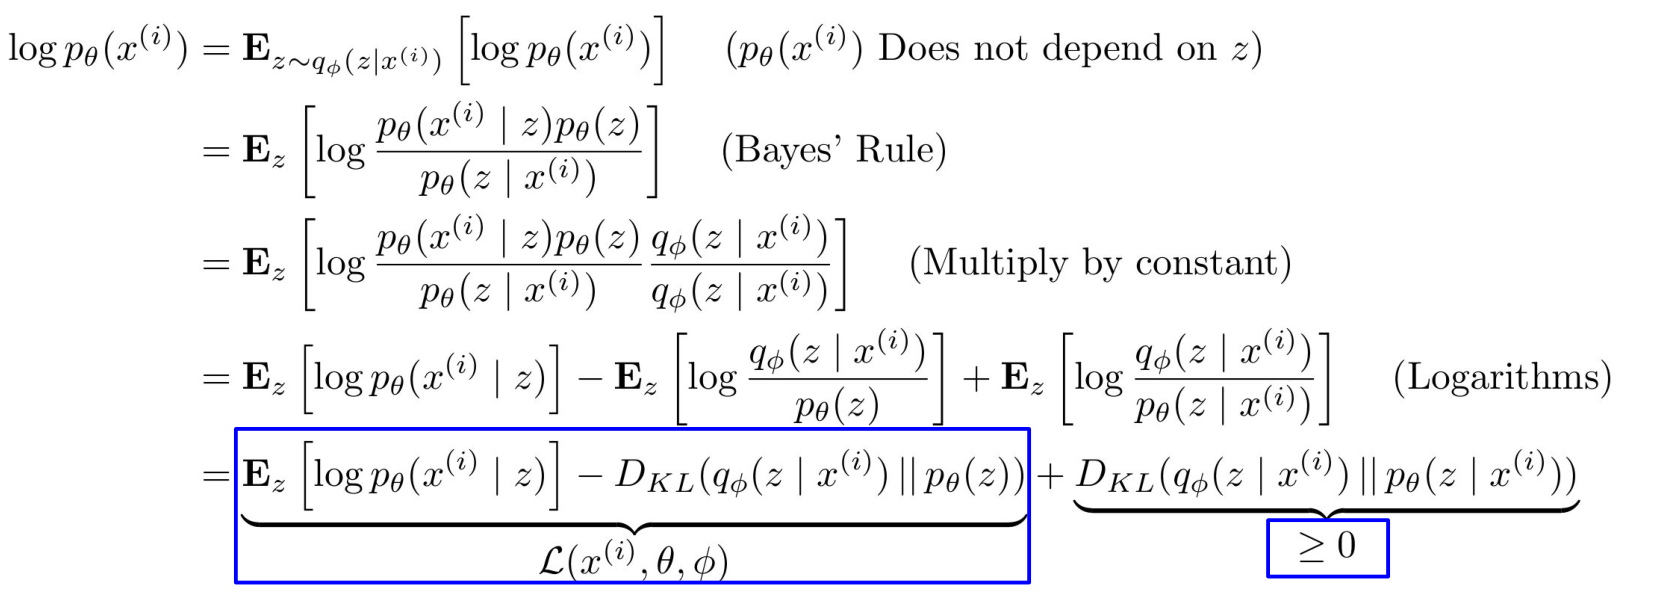 log p_θ(x^(i)) = E_{z∼q_ϕ(z|x^(i))} [log p_θ(x^(i))] (p_θ(x^(i)) Does not depend on z)
= E_z [log (p_θ(x^(i) | z)p_θ(z)) / (p_θ(z | x^(i)))] (Bayes' Rule)
= E_z [log (p_θ(x^(i) | z)p_θ(z)) / (p_θ(z | x^(i))) (q_ϕ(z | x^(i))) / (q_ϕ(z | x^(i)))] (Multiply by constant)
= E_z [log p_θ(x^(i) | z)] − E_z [log (q_ϕ(z | x^(i))) / (p_θ(z))] + E_z [log (q_ϕ(z | x^(i))) / (p_θ(z | x^(i)))] (Logarithms)
= E_z [log p_θ(x^(i) | z)] − D_KL(q_ϕ(z | x^(i)) || p_θ(z)) + D_KL(q_ϕ(z | x^(i)) || p_θ(z | x^(i)))
ℒ(x^(i), θ, ϕ) ≥ 0